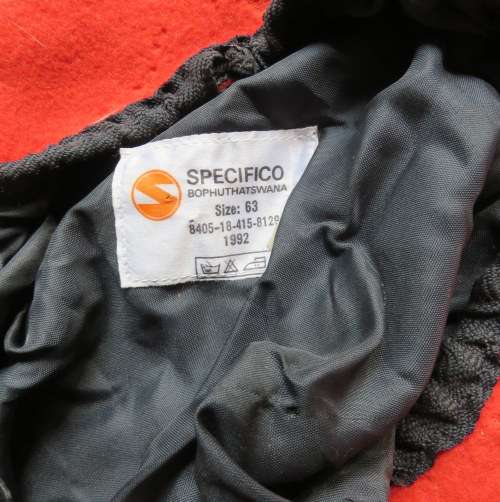 SPECIFICO
BOPHUTHATSWANA
Size: 63
8405-18-415-8129
1992